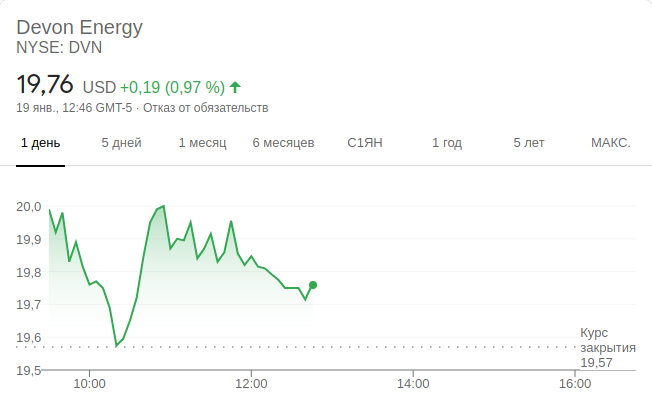 Devon Energy
NYSE: DVN
19,76 USD +0,19 (0,97 %)
19 янв., 12:46 GMT-5 · Отказ от обязательств
1 день 5 дней 1 месяц 6 месяцев С1ЯН 1 год 5 лет МАКС.
20,0
19,9
19,8
19,7
19,6
19,5
Курс
закрытия
19,57
10:00 12:00 14:00 16:00